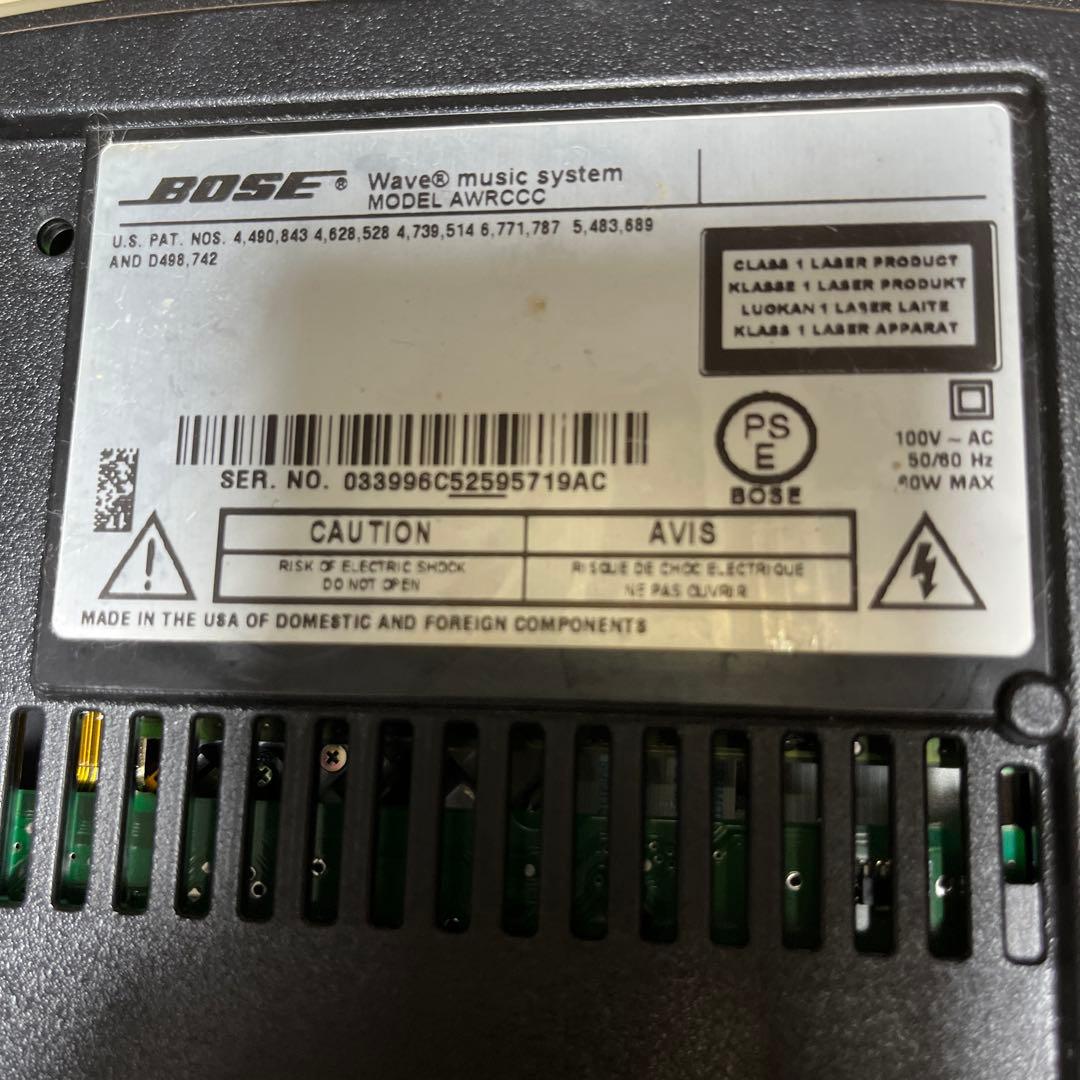 BOSE® Wave® music system
MODEL AWRCCC
U.S. PAT. NOS. 4,490,843 4,628,528 4,739,514 6,771,787 5,483,689
AND D498,742
CLASS 1 LASER PRODUCT
KLASSE 1 LASER PRODUKT
LUOKAN 1 LASER LAITE
KLASS 1 LASER APPARAT
PS
E
BOSE
100V ~ AC
50/60 Hz
60W MAX
SER. NO. 033996C52595719AC
CAUTION
RISK OF ELECTRIC SHOCK
DO NOT OPEN
AVIS
RISQUE DE CHOC ELECTRIQUE
NE PAS OUVRIR
MADE IN THE USA OF DOMESTIC AND FOREIGN COMPONENTS